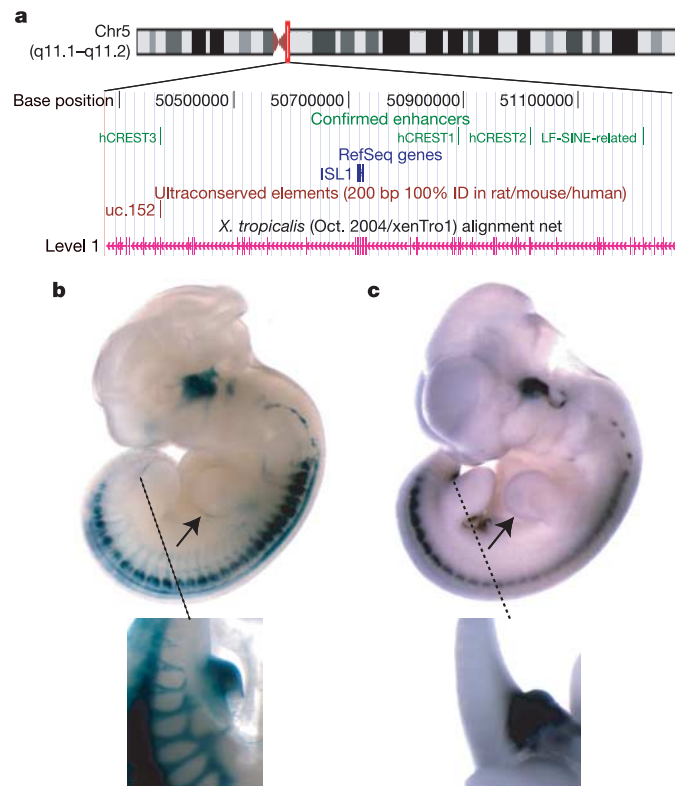 a
Chr5
(q11.1–q11.2)
Base position 50500000 50700000 50900000 51100000
Confirmed enhancers
hCREST3 hCREST1 hCREST2 LF-SINE-related
RefSeq genes
ISL1
Ultraconserved elements (200 bp 100% ID in rat/mouse/human)
uc.152
X. tropicalis (Oct. 2004/xenTro1) alignment net
Level 1
b c